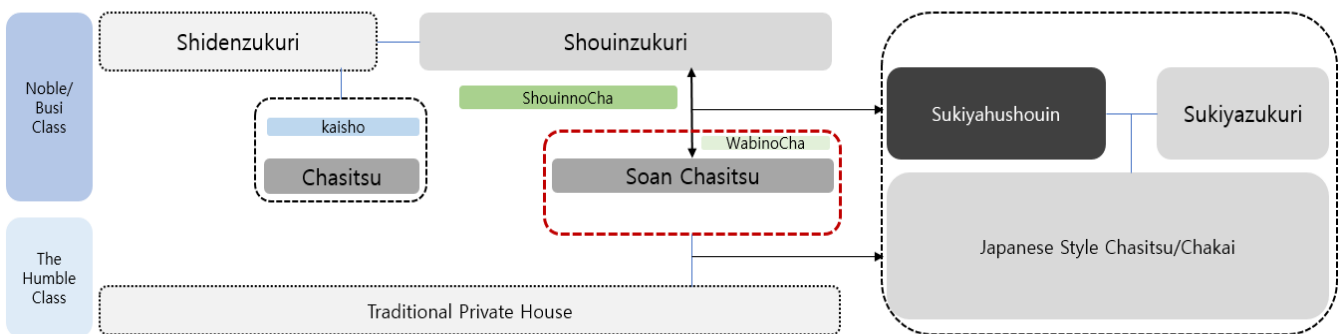 Noble/
Busi
Class
Shidenzukuri
Shouinzukuri
ShouinnoCha
kaisho
WabinoCha
Chasitsu
Soan Chasitsu
Sukiyahushouin
Sukiyazukuri
Japanese Style Chasitsu/Chakai
The
Humble
Class
Traditional Private House